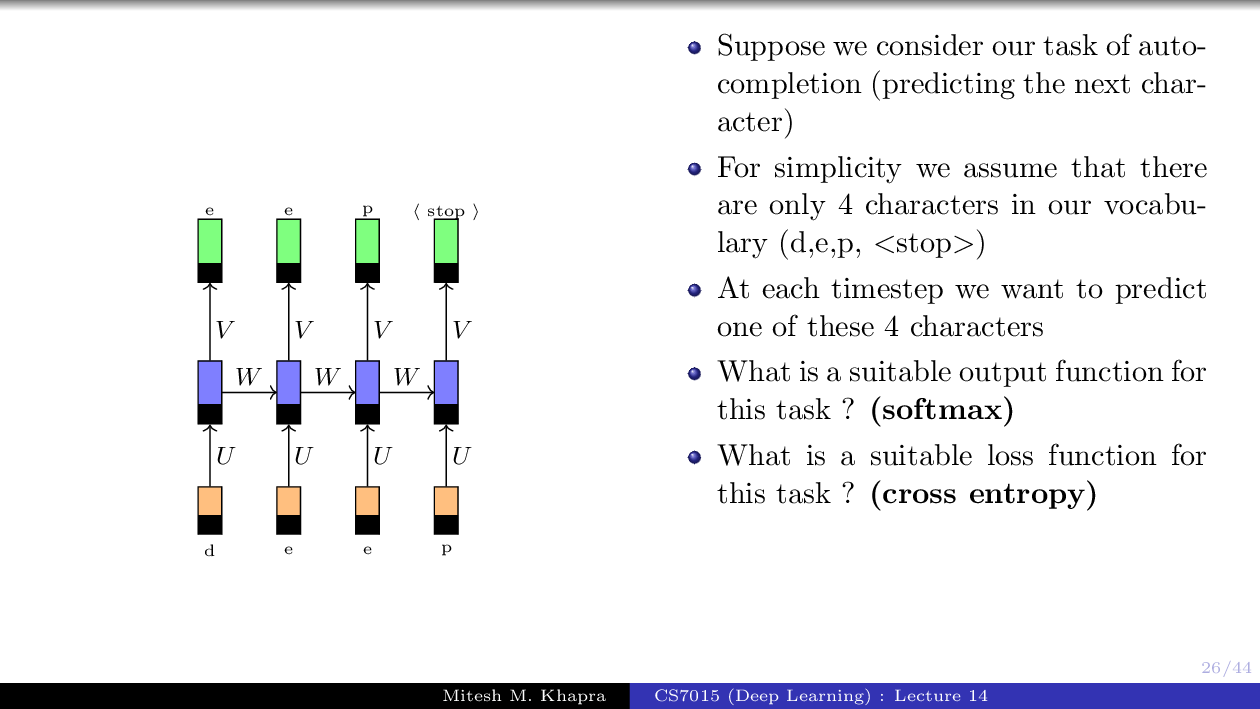 e e p ⟨ stop ⟩
V V V V
W W W
U U U U
d e e p
Suppose we consider our task of auto-
completion (predicting the next char-
acter)
For simplicity we assume that there
are only 4 characters in our vocabu-
lary (d,e,p, <stop>)
At each timestep we want to predict
one of these 4 characters
What is a suitable output function for
this task ? (softmax)
What is a suitable loss function for
this task ? (cross entropy)
26/44
Mitesh M. Khapra CS7015 (Deep Learning) : Lecture 14